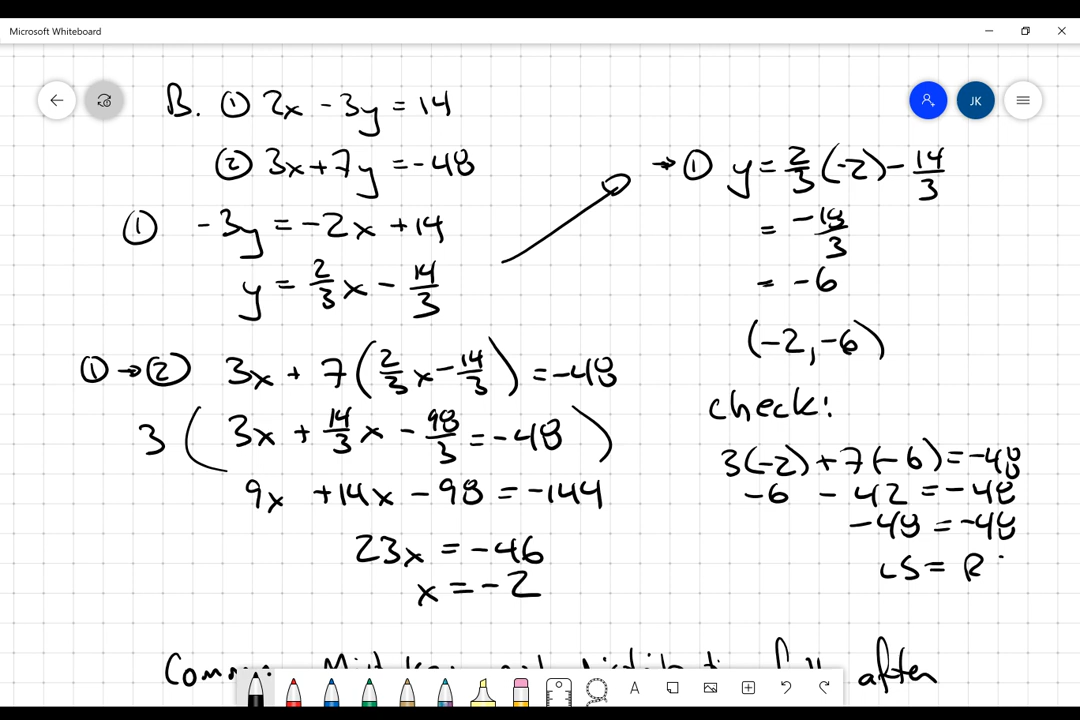 Microsoft Whiteboard
JK
B. ① 2x - 3y = 14
② 3x + 7y = -48
① -3y = -2x + 14
y = 2/3 x - 14/3
① → ② 3x + 7 (2/3 x - 14/3) = -48
3 (3x + 14/3 x - 98/3 = -48)
9x + 14x - 98 = -144
23x = -46
x = -2
→ ① y = 2/3 (-2) - 14/3
= -18/3
= -6
(-2, -6)
check:
3(-2) + 7(-6) = -48
-6 - 42 = -48
-48 = -48
LS = R
after
A